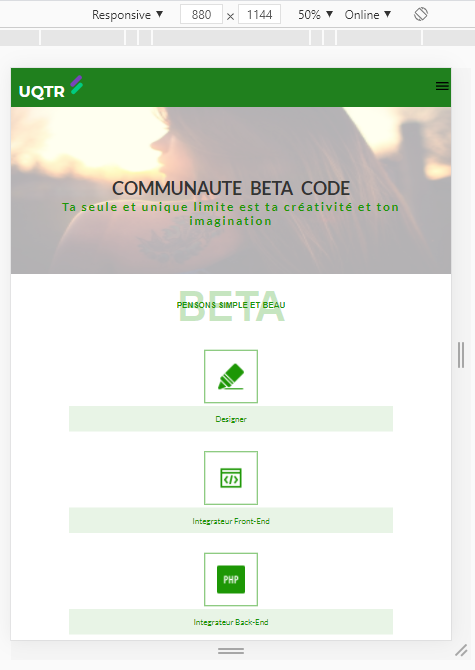 Responsive ▼ 880 × 1144 50% ▼ Online ▼
UQTR
COMMUNAUTE BETA CODE
Ta seule et unique limite est ta créativité et ton
imagination
BETA
PENSONS SIMPLE ET BEAU
Designer
</>
Integrateur Front-End
PHP
Integrateur Back-End